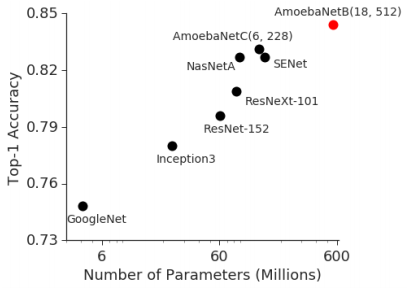 AmoebaNetB(18, 512)
AmoebaNetC(6, 228)
NasNetA
SENet
ResNeXt-101
ResNet-152
Inception3
GoogleNet
0.85
0.82
0.79
0.76
0.73
Top-1 Accuracy
6
60
600
Number of Parameters (Millions)